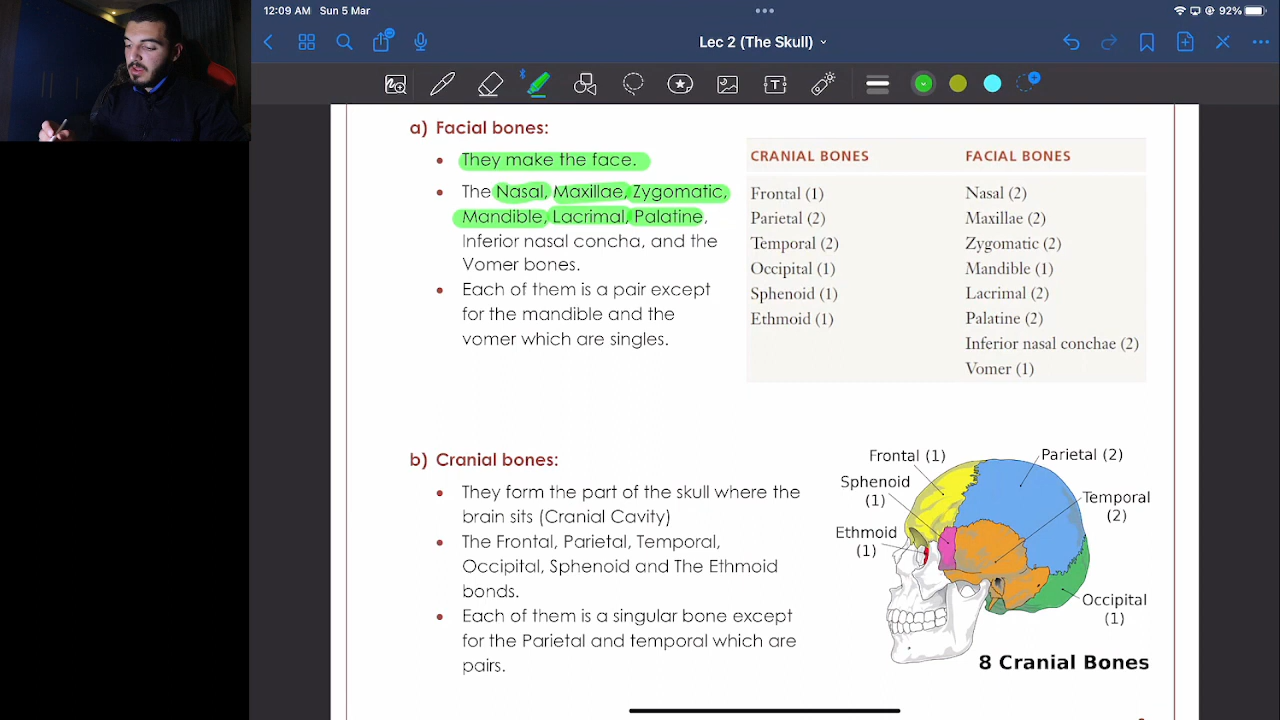 12:09 AM Sun 5 Mar
92%
Lec 2 (The Skull)
a) Facial bones:
• They make the face.
• The Nasal, Maxillae, Zygomatic,
Mandible, Lacrimal, Palatine,
Inferior nasal concha, and the
Vomer bones.
• Each of them is a pair except
for the mandible and the
vomer which are singles.
CRANIAL BONES FACIAL BONES
Frontal (1) Nasal (2)
Parietal (2) Maxillae (2)
Temporal (2) Zygomatic (2)
Occipital (1) Mandible (1)
Sphenoid (1) Lacrimal (2)
Ethmoid (1) Palatine (2)
Inferior nasal conchae (2)
Vomer (1)
b) Cranial bones:
• They form the part of the skull where the
brain sits (Cranial Cavity)
• The Frontal, Parietal, Temporal,
Occipital, Sphenoid and The Ethmoid
bonds.
• Each of them is a singular bone except
for the Parietal and temporal which are
pairs.
Frontal (1)
Parietal (2)
Sphenoid
(1)
Temporal
(2)
Ethmoid
(1)
Occipital
(1)
8 Cranial Bones